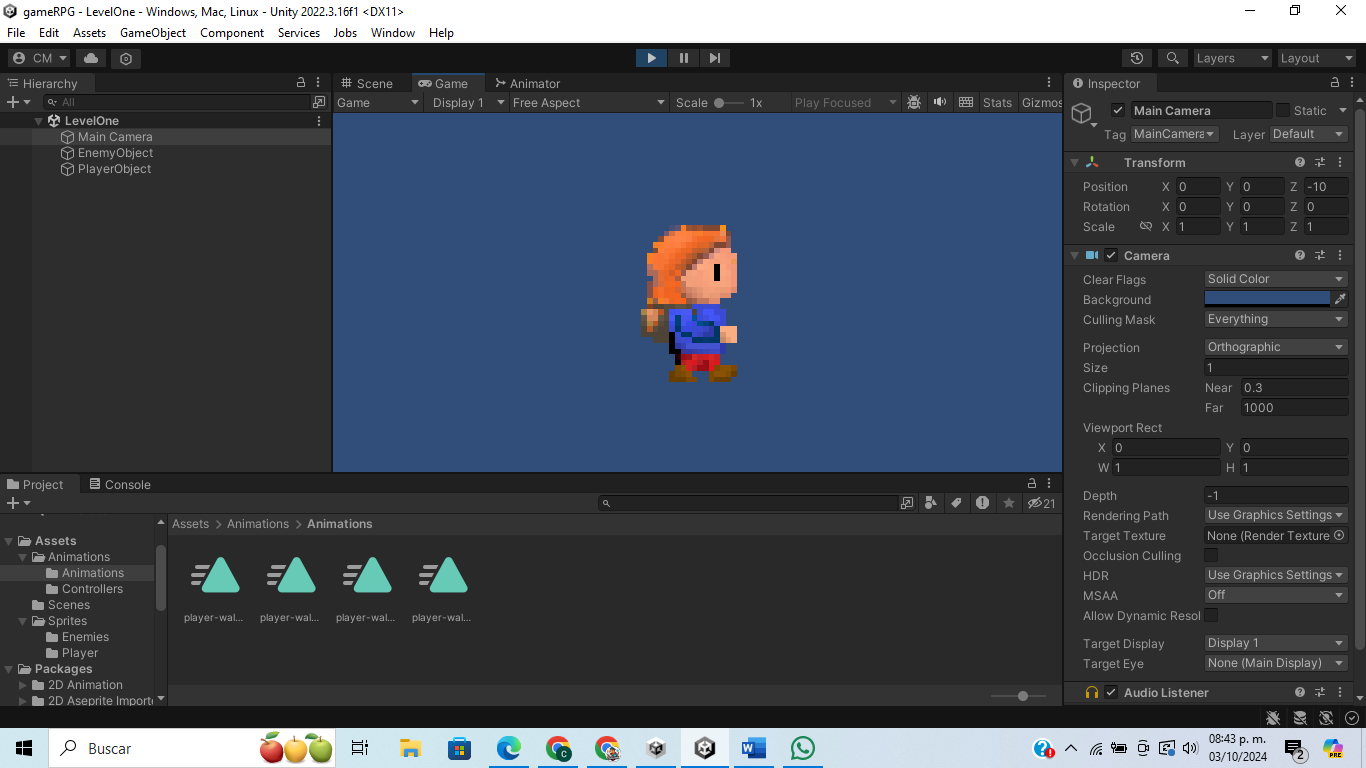 gameRPG - LevelOne - Windows, Mac, Linux - Unity 2022.3.16f1 <DX11>
File Edit Assets GameObject Component Services Jobs Window Help
CM Layers Layout
Hierarchy
All
LevelOne
Main Camera
EnemyObject
PlayerObject
Scene Game Animator
Game Display 1 Free Aspect Scale 1x Play Focused Stats Gizmos
Inspector
Main Camera Static
Tag MainCamera Layer Default
Transform
Position X 0 Y 0 Z -10
Rotation X 0 Y 0 Z 0
Scale X 1 Y 1 Z 1
Camera
Clear Flags Solid Color
Background
Culling Mask Everything
Projection Orthographic
Size 1
Clipping Planes Near 0.3
Far 1000
Viewport Rect
X 0 Y 0
W 1 H 1
Depth -1
Rendering Path Use Graphics Settings
Target Texture None (Render Texture
Occlusion Culling
HDR Use Graphics Settings
MSAA Off
Allow Dynamic Resol
Target Display Display 1
Target Eye None (Main Display)
Audio Listener
Project Console
21
Assets
Animations
Animations
Controllers
Scenes
Sprites
Enemies
Player
Packages
2D Animation
2D Aseprite Importe
Assets > Animations > Animations
player-wal... player-wal... player-wal... player-wal...
Buscar
08:43 p. m.
03/10/2024
2
PRE